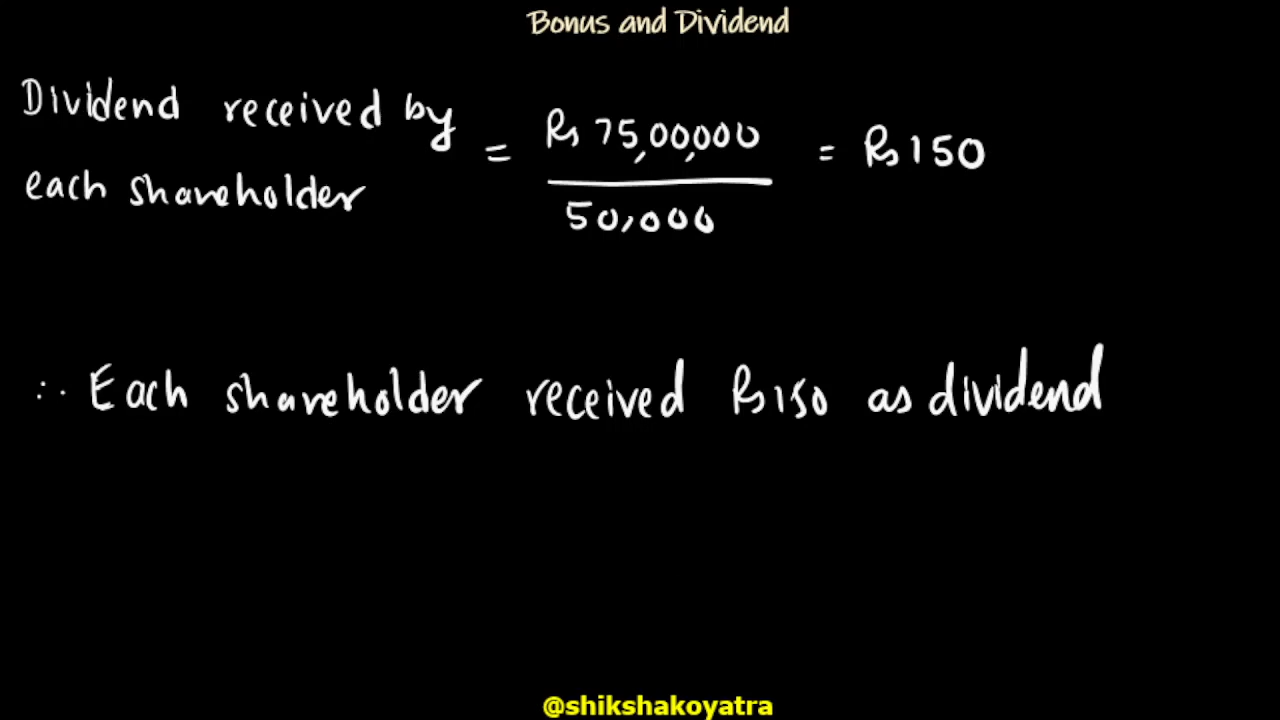 Bonus and Dividend
Dividend received by
each shareholder
= Rs 75,00,000 / 50,000 = Rs 150
∴ Each shareholder received Rs 150 as dividend
@shikshakoyatra